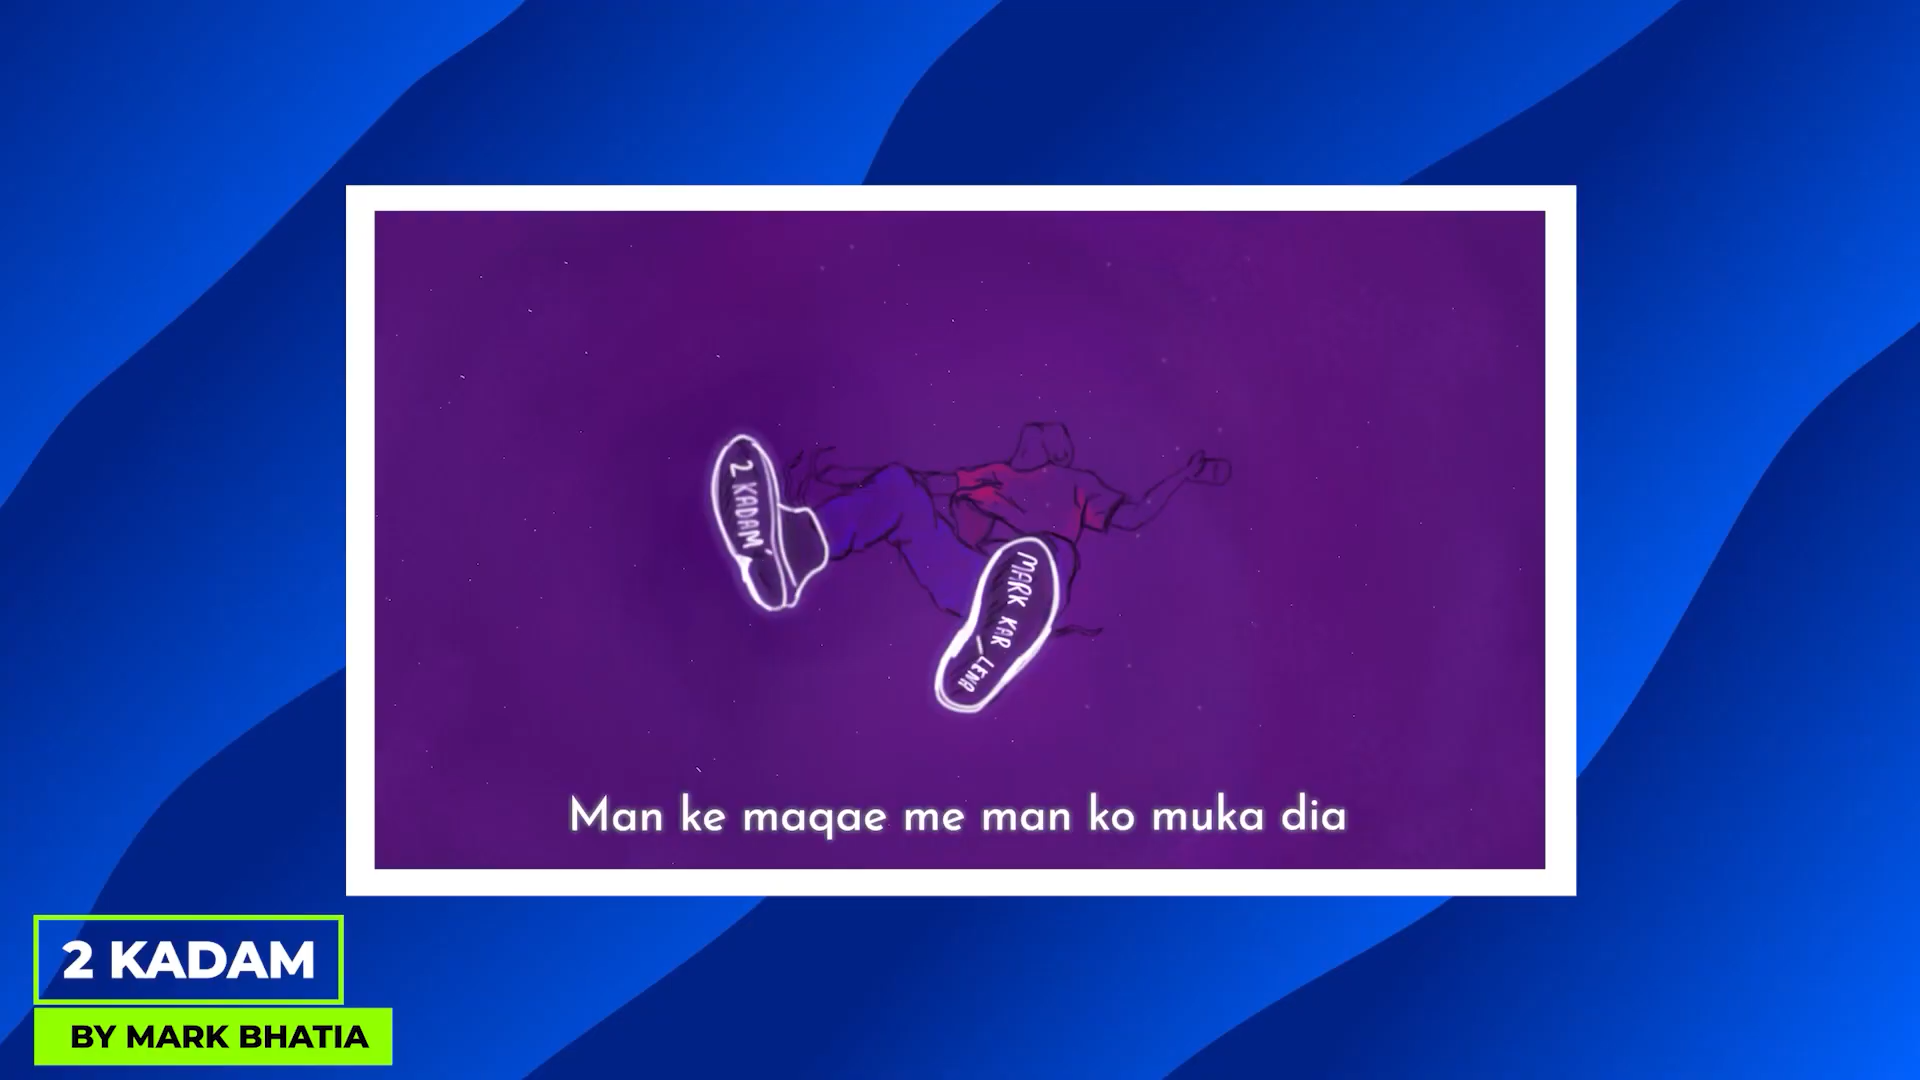 2 KADAM
MARK KAR LENA
Man ke maqae me man ko muka dia
2 KADAM
BY MARK BHATIA